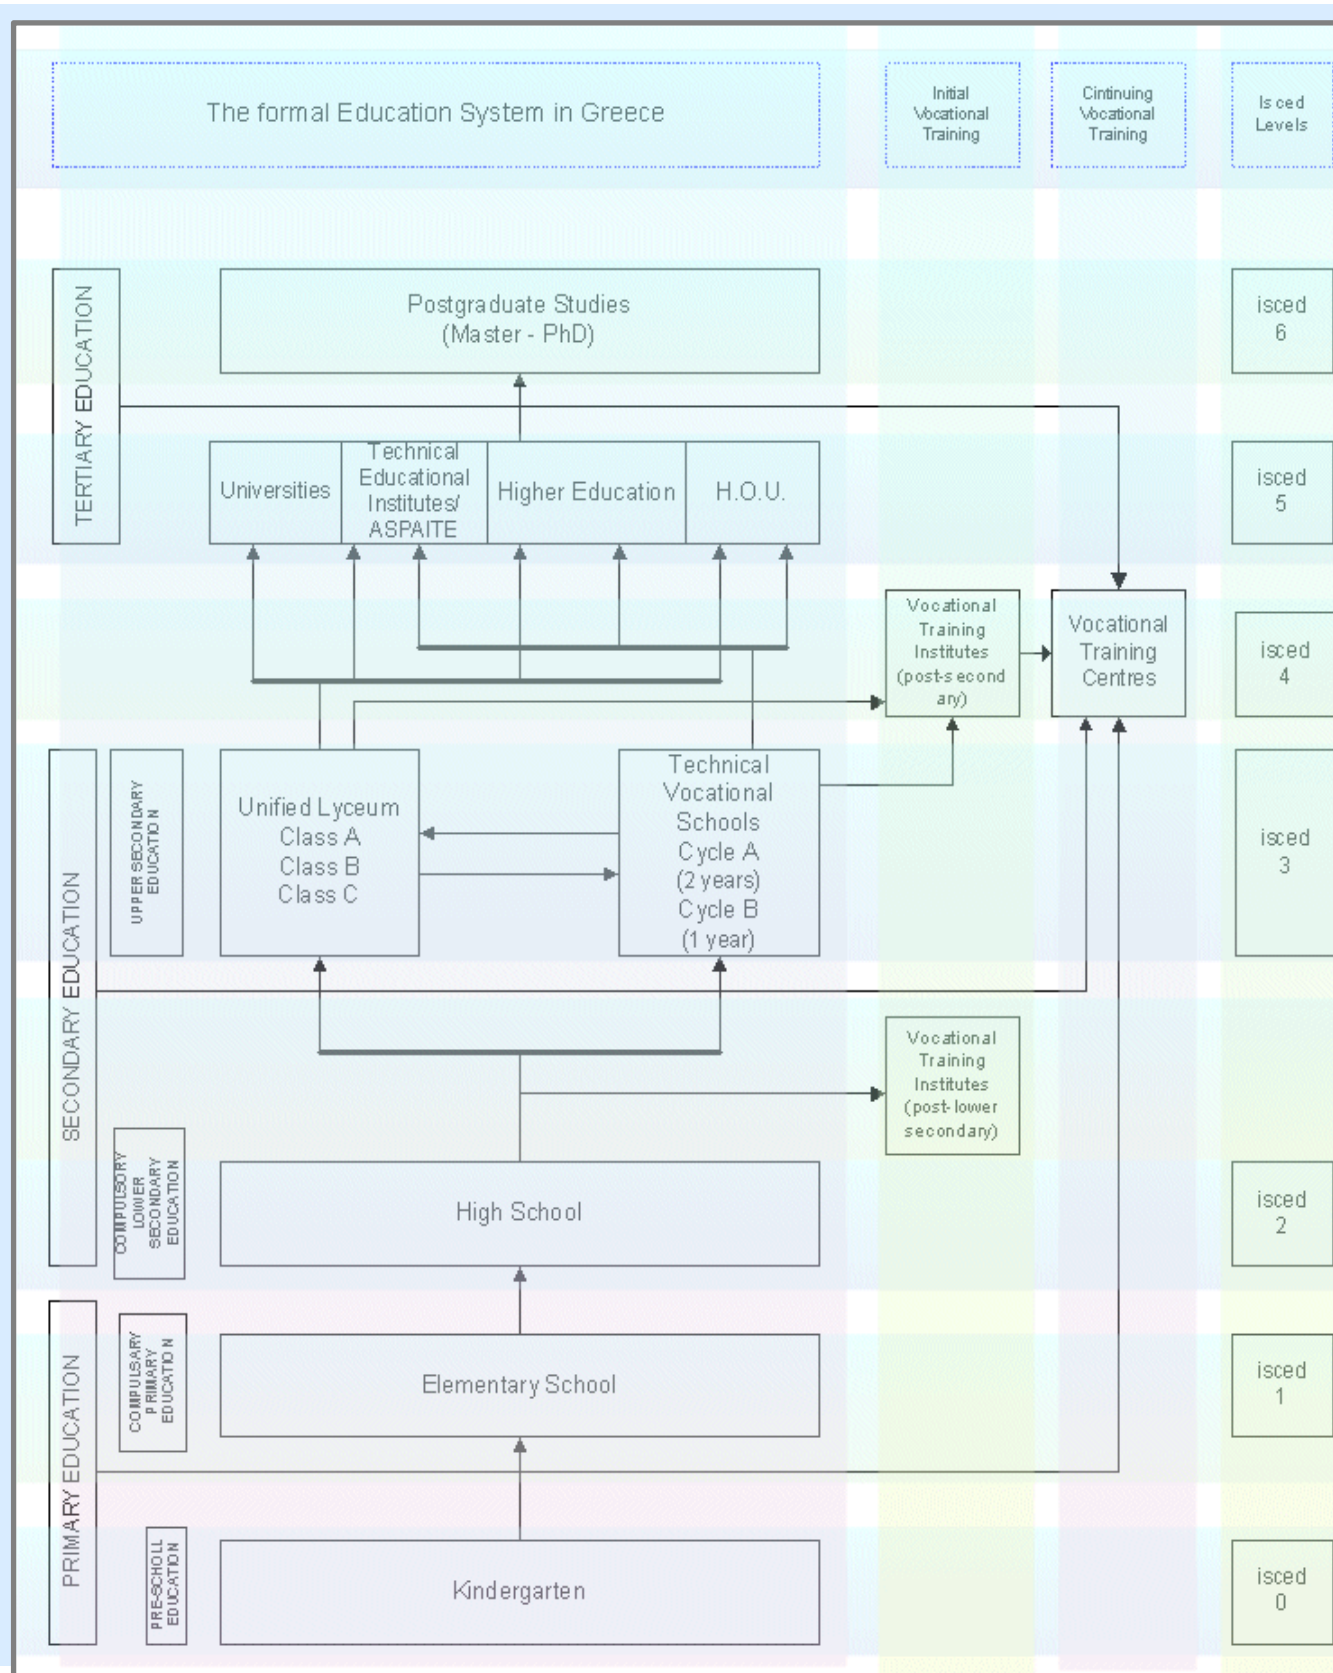 The formal Education System in Greece
Initial
Vocational
Training
Cintinuing
Vocational
Training
Isced
Levels
TERTIARY EDUCATION
Postgraduate Studies
(Master - PhD)
isced
6
Universities
Technical
Educational
Institutes/
ASPAITE
Higher Education
H.O.U.
isced
5
Vocational
Training
Institutes
(post-second
ary)
Vocational
Training
Centres
isced
4
SECONDARY EDUCATION
UPPER SECONDARY
EDUCATION
Unified Lyceum
Class A
Class B
Class C
Technical
Vocational
Schools
Cycle A
(2 years)
Cycle B
(1 year)
isced
3
Vocational
Training
Institutes
(post-lower
secondary)
COMPULSORY
LOWER
SECONDARY
EDUCATION
High School
isced
2
PRIMARY EDUCATION
COMPULSARY
PRIMARY
EDUCATION
Elementary School
isced
1
PRE-SCHOLL
EDUCATION
Kindergarten
isced
0